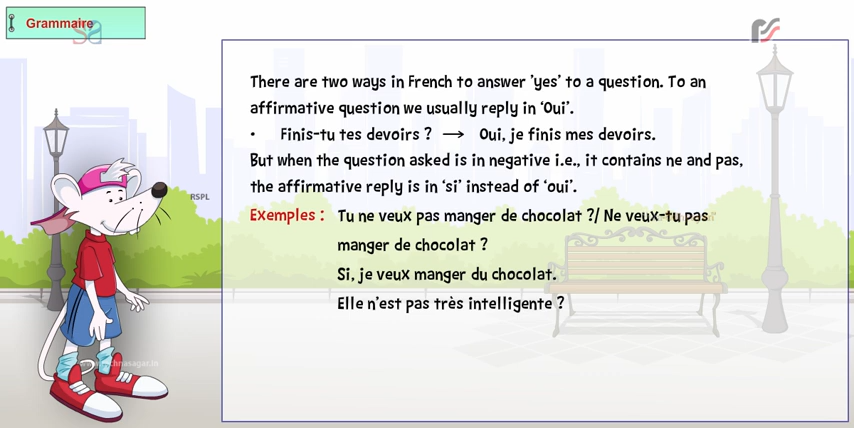 Grammaire
There are two ways in French to answer 'yes' to a question. To an
affirmative question we usually reply in 'Oui'.
• Finis-tu tes devoirs ? → Oui, je finis mes devoirs.
But when the question asked is in negative i.e., it contains ne and pas,
the affirmative reply is in 'si' instead of 'oui'.
RSPL
Exemples : Tu ne veux pas manger de chocolat ?/ Ne veux-tu pas
manger de chocolat ?
Si, je veux manger du chocolat.
Elle n'est pas très intelligente ?